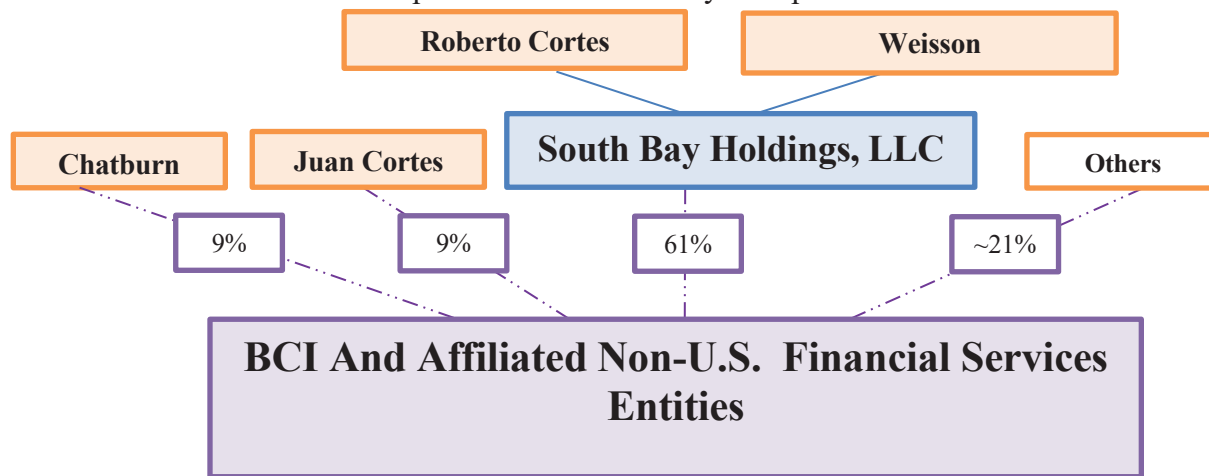 Roberto Cortes
Weisson
South Bay Holdings, LLC
Chatburn
Juan Cortes
Others
9%
9%
61%
~21%
BCI And Affiliated Non-U.S. Financial Services
Entities